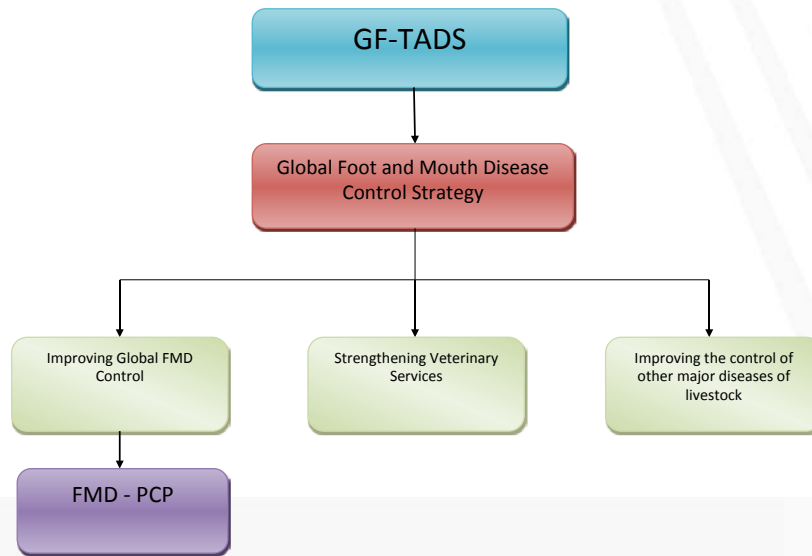 GF-TADS
Global Foot and Mouth Disease
Control Strategy
Improving Global FMD
Control
Strengthening Veterinary
Services
Improving the control of
other major diseases of
livestock
FMD - PCP